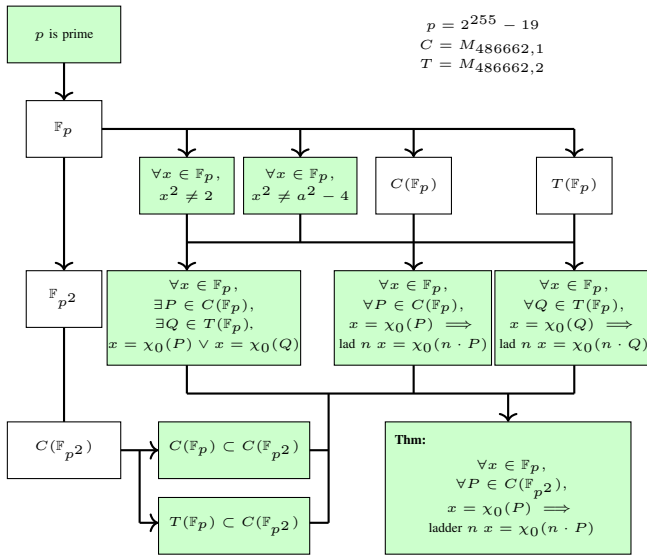 p is prime
p = 2^255 − 19
C = M_486662,1
T = M_486662,2
𝔽_p
∀x ∈ 𝔽_p,
x² ≠ 2
∀x ∈ 𝔽_p,
x² ≠ a² − 4
C(𝔽_p)
T(𝔽_p)
𝔽_p²
∀x ∈ 𝔽_p,
∃P ∈ C(𝔽_p),
∃Q ∈ T(𝔽_p),
x = χ₀(P) ∨ x = χ₀(Q)
∀x ∈ 𝔽_p,
∀P ∈ C(𝔽_p),
x = χ₀(P) ⟹
lad n x = χ₀(n · P)
∀x ∈ 𝔽_p,
∀Q ∈ T(𝔽_p),
x = χ₀(Q) ⟹
lad n x = χ₀(n · Q)
C(𝔽_p²)
C(𝔽_p) ⊂ C(𝔽_p²)
T(𝔽_p) ⊂ C(𝔽_p²)
Thm:
∀x ∈ 𝔽_p,
∀P ∈ C(𝔽_p²),
x = χ₀(P) ⟹
ladder n x = χ₀(n · P)